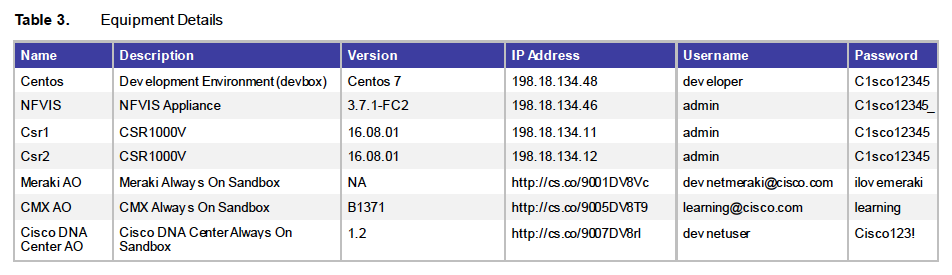 Table 3. Equipment Details
Name Description Version IP Address Username Password
Centos Development Environment (devbox) Centos 7 198.18.134.48 developer C1sco12345
NFVIS NFVIS Appliance 3.7.1-FC2 198.18.134.46 admin C1sco12345_
Csr1 CSR1000V 16.08.01 198.18.134.11 admin C1sco12345
Csr2 CSR1000V 16.08.01 198.18.134.12 admin C1sco12345
Meraki AO Meraki Always On Sandbox NA http://cs.co/9001DV8Vc devnetmeraki@cisco.com ilovemeraki
CMX AO CMX Always On Sandbox B1371 http://cs.co/9005DV8T9 learning@cisco.com learning
Cisco DNA Cisco DNA Center Always On 1.2 http://cs.co/9007DV8rI devnetuser Cisco123!
Center AO Sandbox